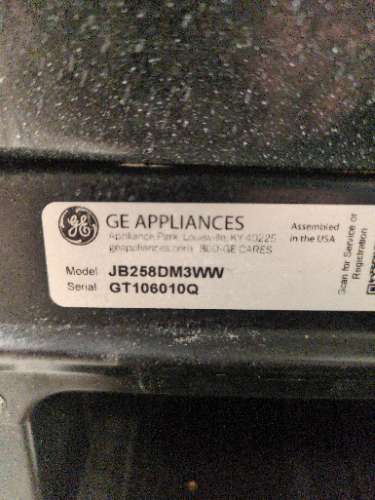 GE APPLIANCES
Appliance Park, Louisville, KY 40225
geappliances.com 800-GE CARES
Model JB258DM3WW
Serial GT106010Q
Assembled
in the USA
Scan for Service or
Registration